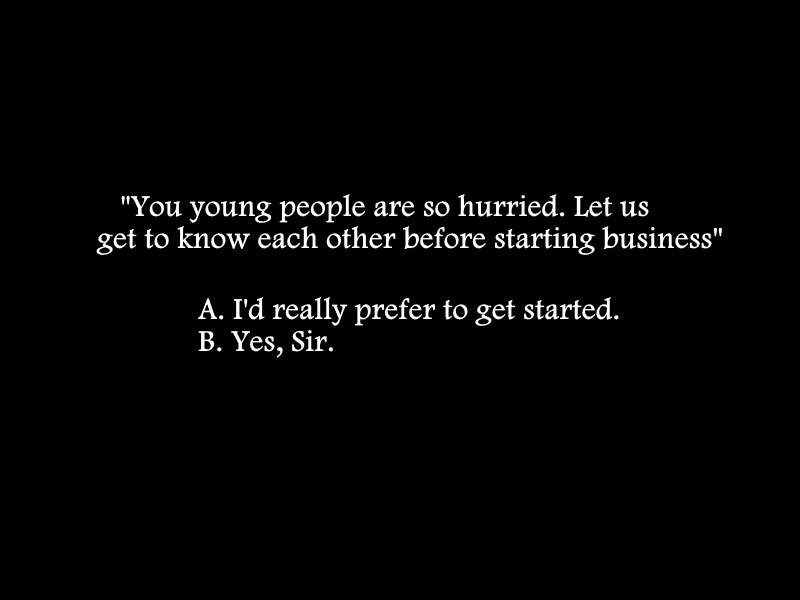 "You young people are so hurried. Let us
get to know each other before starting business"
A. I'd really prefer to get started.
B. Yes, Sir.